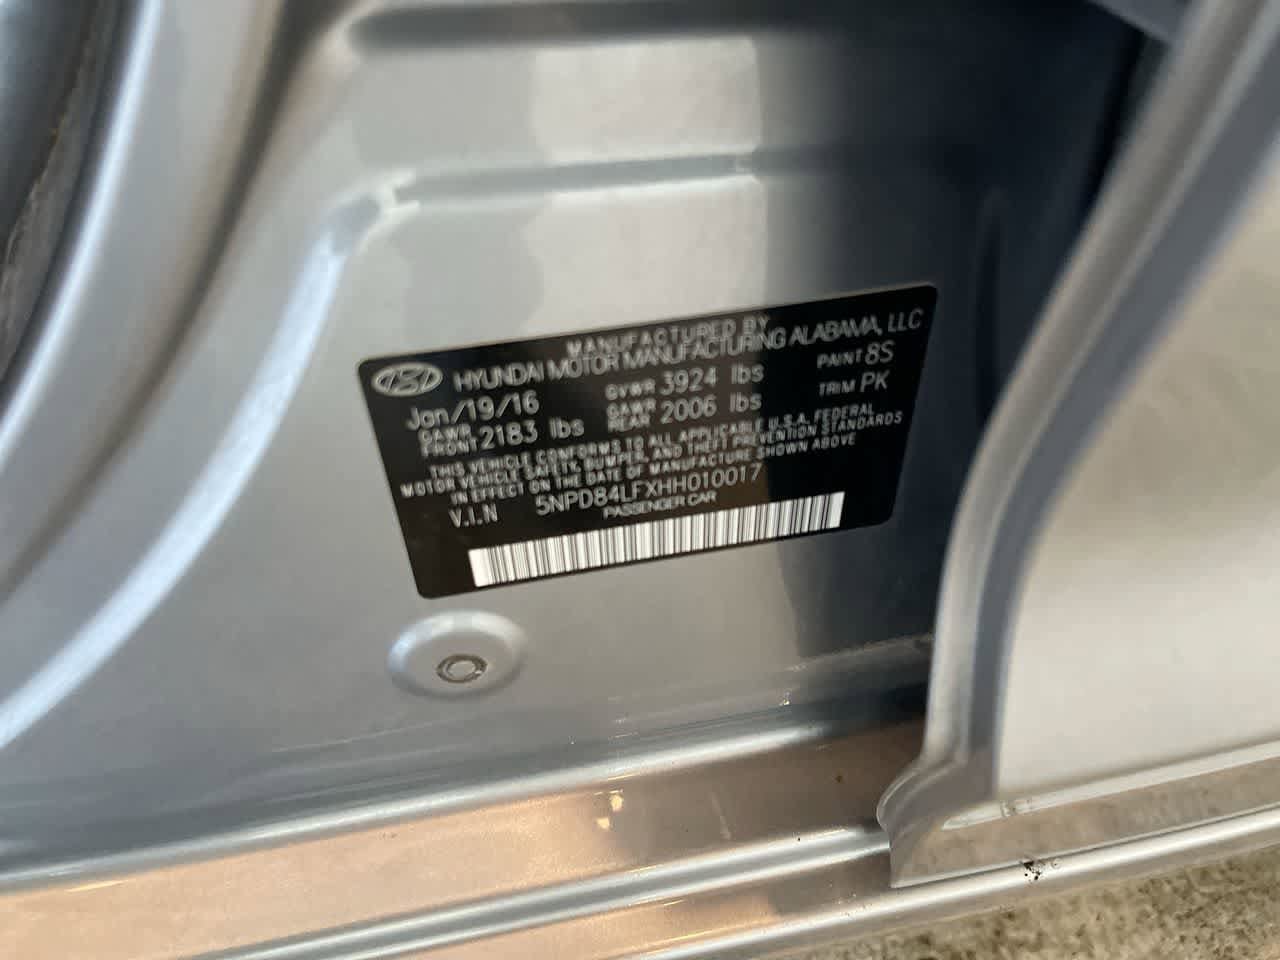 MANUFACTURED BY
HYUNDAI MOTOR MANUFACTURING ALABAMA, LLC
Jan/19/16 GVWR 3924 lbs PAINT 8S
GAWR FRONT 2183 lbs GAWR REAR 2006 lbs TRIM PK
THIS VEHICLE CONFORMS TO ALL APPLICABLE U.S.A. FEDERAL
MOTOR VEHICLE SAFETY, BUMPER, AND THEFT PREVENTION STANDARDS
IN EFFECT ON THE DATE OF MANUFACTURE SHOWN ABOVE
V.I.N 5NPD84LFXHH010017
PASSENGER CAR